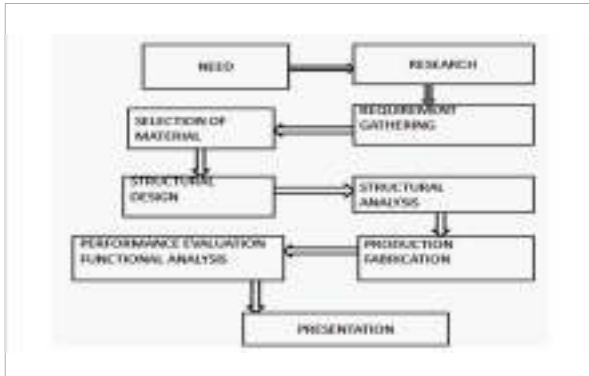 NEED
RESEARCH
REQUIREMENT
GATHERING
SELECTION OF
MATERIAL
STRUCTURAL
DESIGN
STRUCTURAL
ANALYSIS
PRODUCTION
FABRICATION
PERFORMANCE EVALUATION
FUNCTIONAL ANALYSIS
PRESENTATION